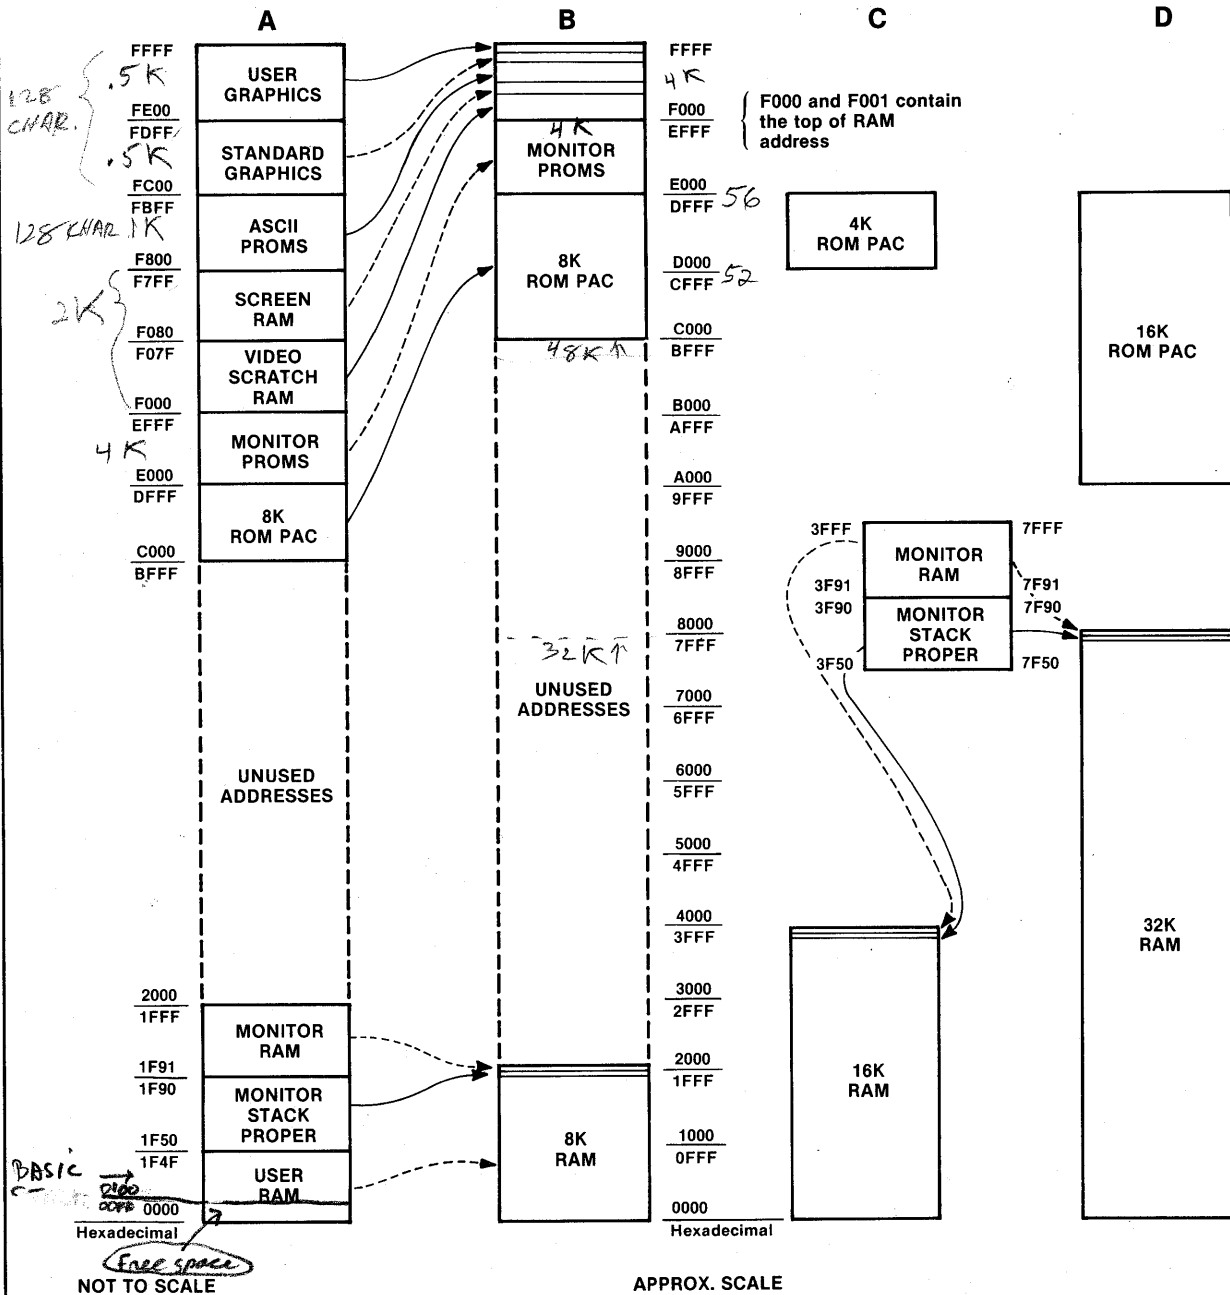 A
B
C
D
FFFF
.5K
128
CHAR.
FE00
FDFF
.5K
FC00
FBFF
128 CHAR 1K
F800
F7FF
2K
F080
F07F
F000
EFFF
4K
E000
DFFF
C000
BFFF
2000
1FFF
1F91
1F90
1F50
1F4F
BASIC
0100
00FF
0000
Hexadecimal
Free space
NOT TO SCALE
USER
GRAPHICS
STANDARD
GRAPHICS
ASCII
PROMS
SCREEN
RAM
VIDEO
SCRATCH
RAM
MONITOR
PROMS
8K
ROM PAC
UNUSED
ADDRESSES
MONITOR
RAM
MONITOR
STACK
PROPER
USER
RAM
4K
MONITOR
PROMS
8K
ROM PAC
48K ↑
32K ↑
UNUSED
ADDRESSES
8K
RAM
FFFF
4K
F000
EFFF
E000
DFFF 56
D000
CFFF 52
C000
BFFF
B000
AFFF
A000
9FFF
9000
8FFF
8000
7FFF
7000
6FFF
6000
5FFF
5000
4FFF
4000
3FFF
3000
2FFF
2000
1FFF
1000
0FFF
0000
Hexadecimal
APPROX. SCALE
F000 and F001 contain
the top of RAM
address
4K
ROM PAC
3FFF
3F91
3F90
3F50
MONITOR
RAM
MONITOR
STACK
PROPER
7FFF
7F91
7F90
7F50
16K
RAM
16K
ROM PAC
32K
RAM